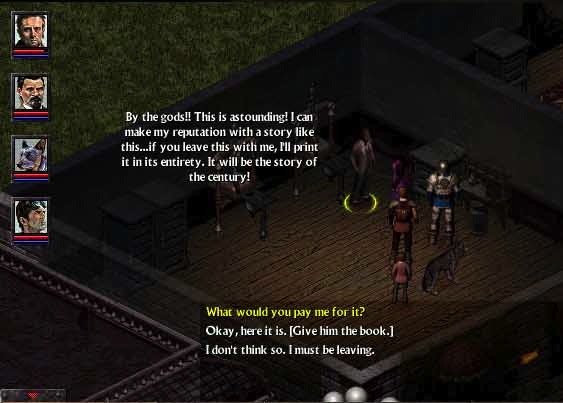 By the gods!! This is astounding! I can
make my reputation with a story like
this...if you leave this with me, I'll print
it in its entirety. It will be the story of
the century!
What would you pay me for it?
Okay, here it is. [Give him the book.]
I don't think so. I must be leaving.